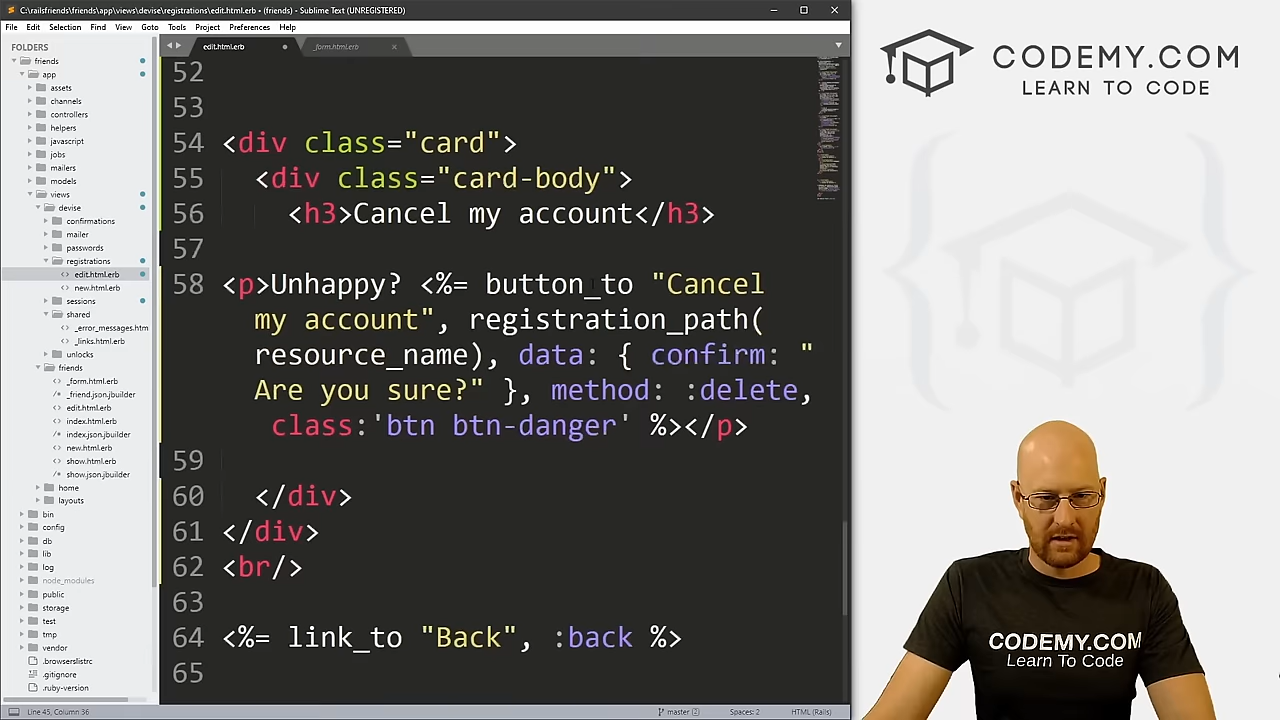 C:\railsfriends\friends\app\views\devise\registrations\edit.html.erb • (friends) - Sublime Text (UNREGISTERED)
File Edit Selection Find View Goto Tools Project Preferences Help
FOLDERS
friends
app
assets
channels
controllers
helpers
javascript
jobs
mailers
models
views
devise
confirmations
mailer
passwords
registrations
edit.html.erb
new.html.erb
sessions
shared
_error_messages.htm
_links.html.erb
unlocks
friends
_form.html.erb
_friend.json.jbuilder
edit.html.erb
index.html.erb
index.json.jbuilder
new.html.erb
show.html.erb
show.json.jbuilder
home
layouts
bin
config
db
lib
log
node_modules
public
storage
test
tmp
vendor
.browserslistrc
.gitignore
.ruby-version
edit.html.erb _form.html.erb
52
53
54 <div class="card">
55 <div class="card-body">
56 <h3>Cancel my account</h3>
57
58 <p>Unhappy? <%= button_to "Cancel
my account", registration_path(
resource_name), data: { confirm: "
Are you sure?" }, method: :delete,
class:'btn btn-danger' %></p>
59
60 </div>
61 </div>
62 <br/>
63
64 <%= link_to "Back", :back %>
65
Line 45, Column 36 master (2) Spaces: 2 HTML (Rails)
CODEMY.COM
LEARN TO CODE
CODEMY.COM
Learn To Code